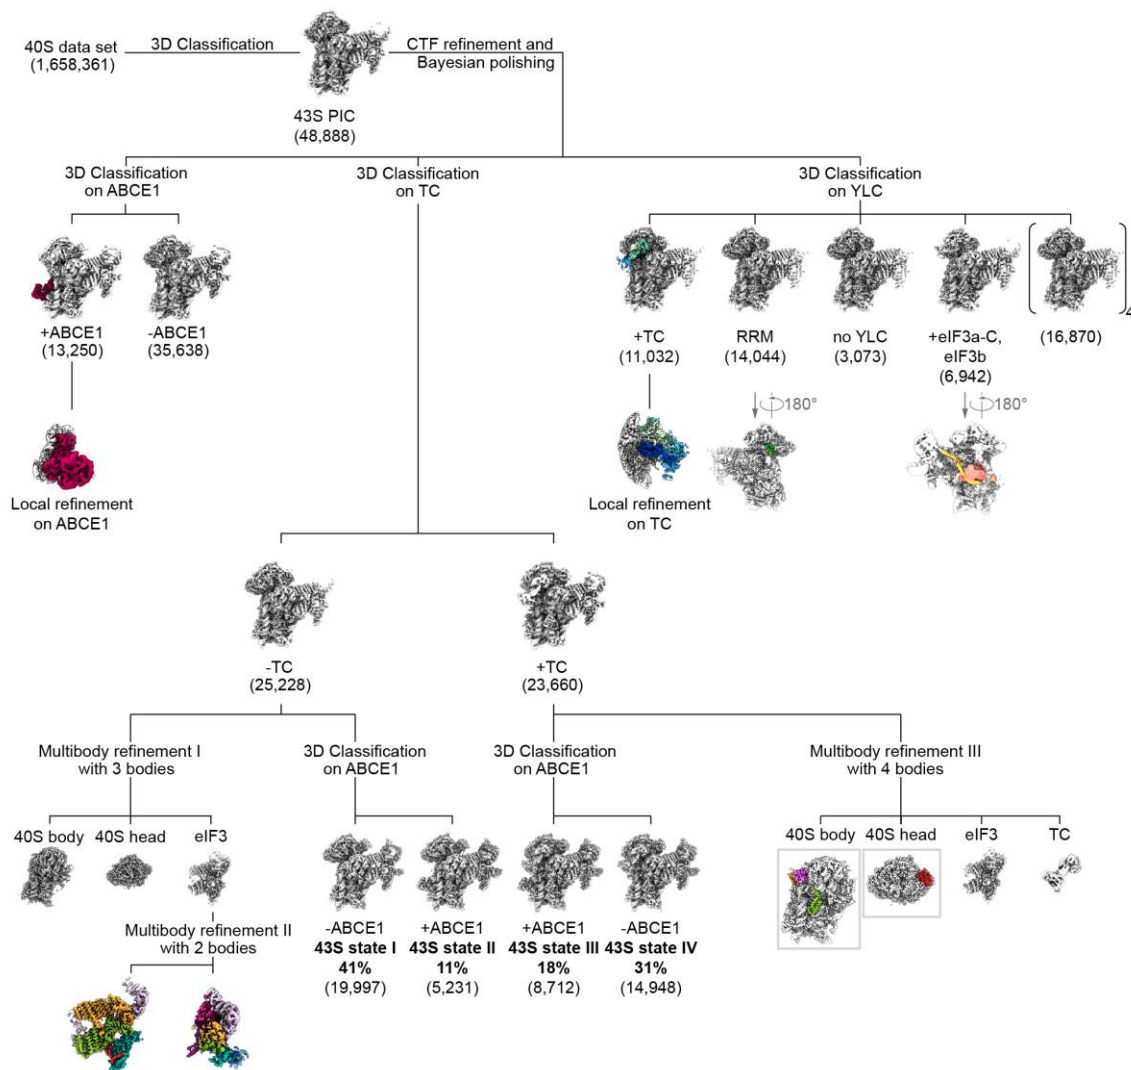 40S data set
(1,658,361)
3D Classification
43S PIC
(48,888)
CTF refinement and
Bayesian polishing
3D Classification
on ABCE1
3D Classification
on TC
3D Classification
on YLC
+ABCE1
(13,250)
-ABCE1
(35,638)
+TC
(11,032)
RRM
(14,044)
no YLC
(3,073)
+eIF3a-C,
eIF3b
(6,942)
(16,870)
4
180°
180°
Local refinement
on ABCE1
Local refinement
on TC
-TC
(25,228)
+TC
(23,660)
Multibody refinement I
with 3 bodies
3D Classification
on ABCE1
3D Classification
on ABCE1
Multibody refinement III
with 4 bodies
40S body
40S head
eIF3
40S body
40S head
eIF3
TC
-ABCE1
43S state I
41%
(19,997)
+ABCE1
43S state II
11%
(5,231)
+ABCE1
43S state III
18%
(8,712)
-ABCE1
43S state IV
31%
(14,948)
Multibody refinement II
with 2 bodies